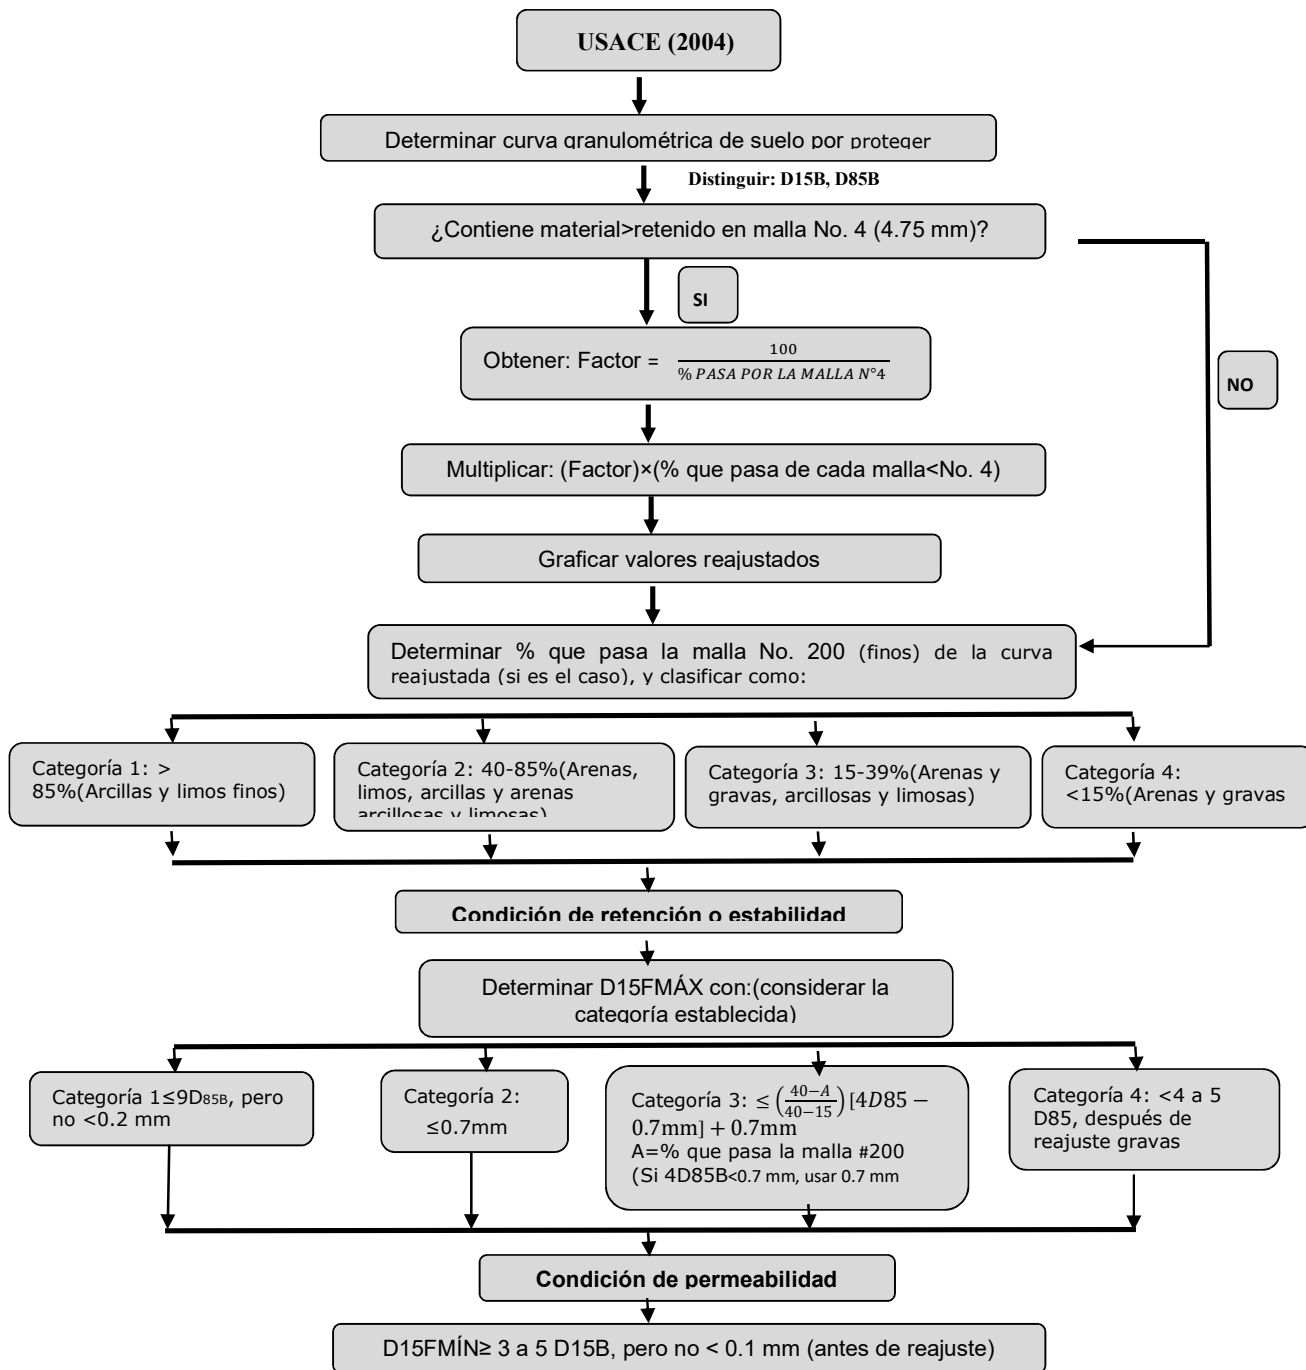 USACE (2004)
Determinar curva granulométrica de suelo por proteger
Distinguir: D15B, D85B
¿Contiene material>retenido en malla No. 4 (4.75 mm)?
SI
Obtener: Factor = 100
% PASA POR LA MALLA N°4
NO
Multiplicar: (Factor)×(% que pasa de cada malla<No. 4)
Graficar valores reajustados
Determinar % que pasa la malla No. 200 (finos) de la curva
reajustada (si es el caso), y clasificar como:
Categoría 1: >
85%(Arcillas y limos finos)
Categoría 2: 40-85%(Arenas,
limos, arcillas y arenas
arcillosas y limosas)
Categoría 3: 15-39%(Arenas y
gravas, arcillosas y limosas)
Categoría 4:
<15%(Arenas y gravas
Condición de retención o estabilidad
Determinar D15FMÁX con:(considerar la
categoría establecida)
Categoría 1≤9D85B, pero
no <0.2 mm
Categoría 2:
≤0.7mm
Categoría 3: ≤ (40−A/40−15) [4D85 −
0.7mm] + 0.7mm
A=% que pasa la malla #200
(Si 4D85B<0.7 mm, usar 0.7 mm
Categoría 4: <4 a 5
D85, después de
reajuste gravas
Condición de permeabilidad
D15FMÍN≥ 3 a 5 D15B, pero no < 0.1 mm (antes de reajuste)